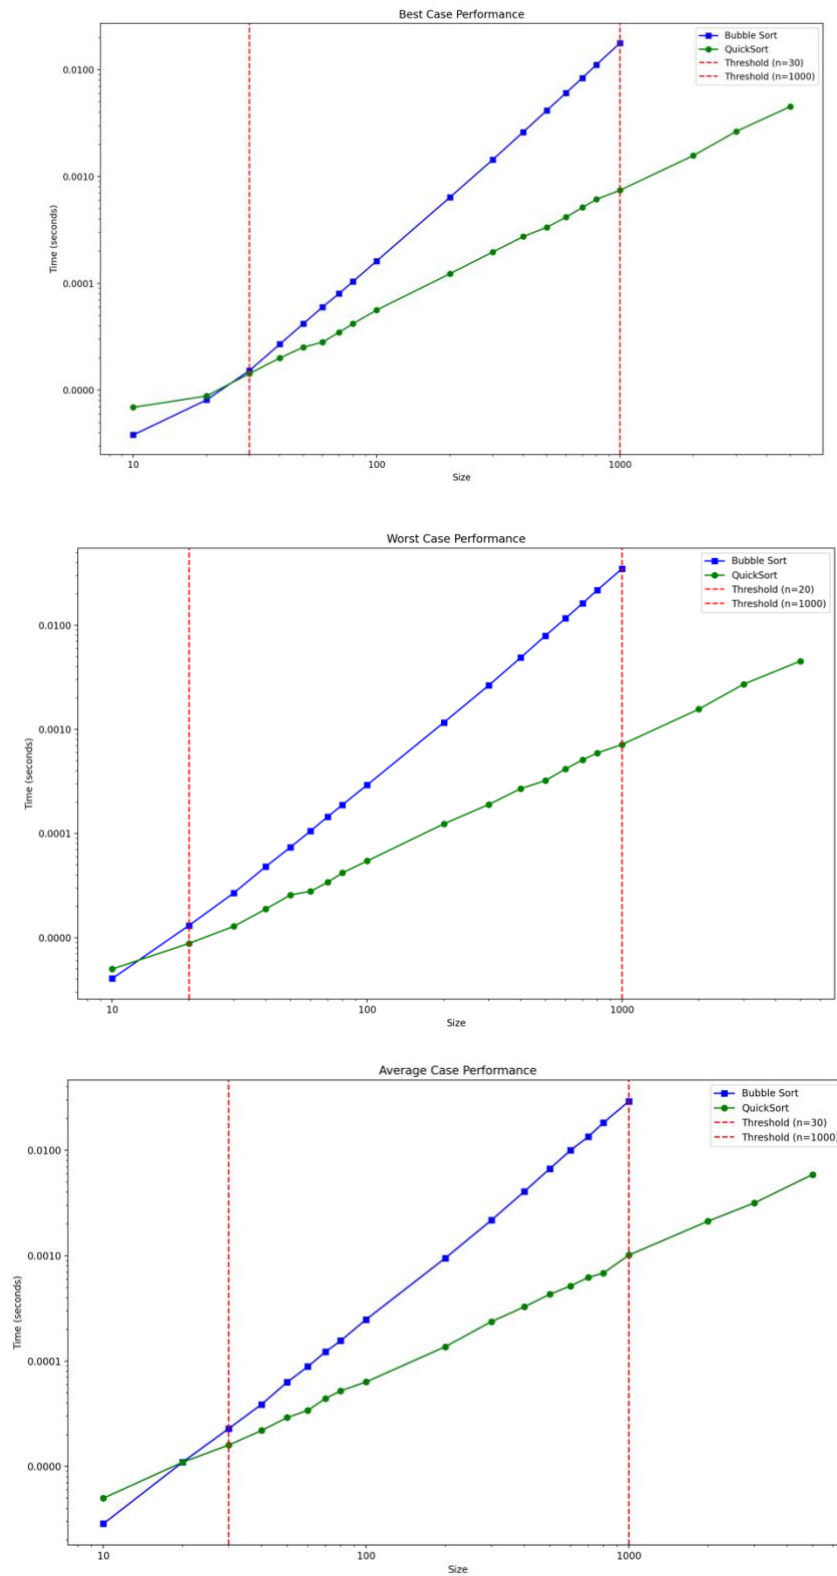 Best Case Performance
Bubble Sort
QuickSort
Threshold (n=30)
Threshold (n=1000)
0.0100
0.0010
0.0001
0.0000
Time (seconds)
10
100
1000
Size
Worst Case Performance
Bubble Sort
QuickSort
Threshold (n=20)
Threshold (n=1000)
0.0100
0.0010
0.0001
0.0000
Time (seconds)
10
100
1000
Size
Average Case Performance
Bubble Sort
QuickSort
Threshold (n=30)
Threshold (n=1000)
0.0100
0.0010
0.0001
0.0000
Time (seconds)
10
100
1000
Size